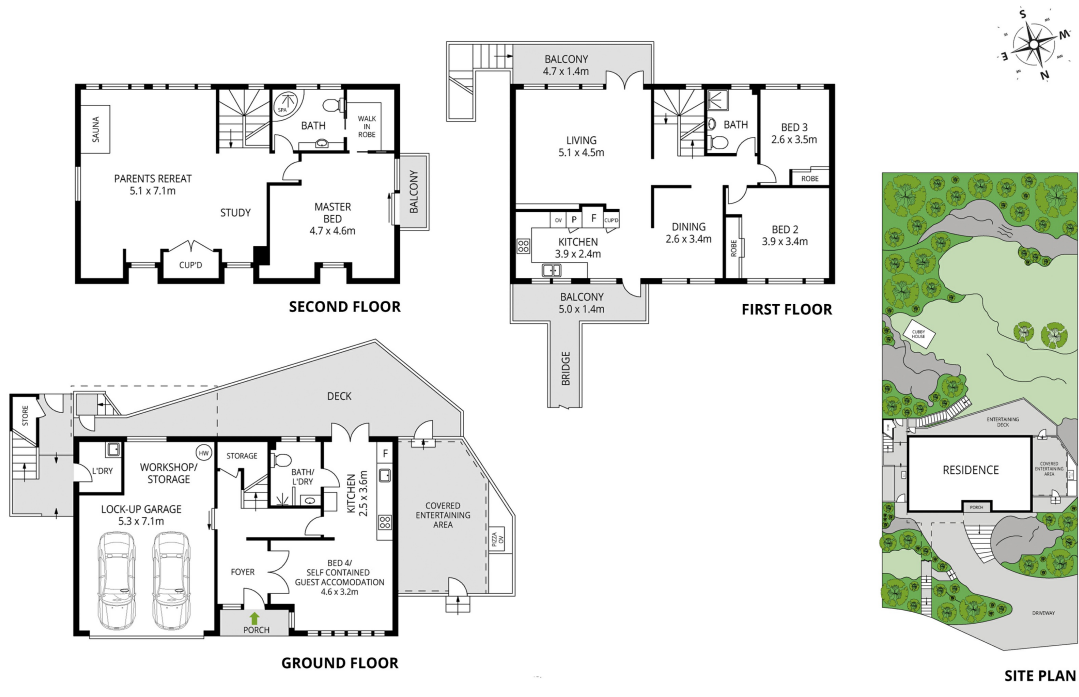 S
W
E
N
SAUNA
SPA
BATH
WALK
IN
ROBE
PARENTS REREAT
5.1 x 7.1m
STUDY
MASTER
BED
4.7 x 4.6m
BALCONY
CUP'D
SECOND FLOOR
BALCONY
4.7 x 1.4m
LIVING
5.1 x 4.5m
BATH
BED 3
2.6 x 3.5m
ROBE
OV
P
F
CUP'D
KITCHEN
3.9 x 2.4m
DINING
2.6 x 3.4m
ROBE
BED 2
3.9 x 3.4m
BALCONY
5.0 x 1.4m
BRIDGE
FIRST FLOOR
STORE
DECK
L'DRY
WORKSHOP/
STORAGE
HW
STORAGE
BATH/
L'DRY
KITCHEN
2.5 x 3.6m
F
LOCK-UP GARAGE
5.3 x 7.1m
COVERED
ENTERTAINING
AREA
PIZZA
OV
FOYER
BED 4/
SELF CONTAINED
GUEST ACCOMODATION
4.6 x 3.2m
PORCH
GROUND FLOOR
CUBBY
HOUSE
ENTERTAINING
DECK
RESIDENCE
COVERED
ENTERTAINING
AREA
PORCH
DRIVEWAY
SITE PLAN